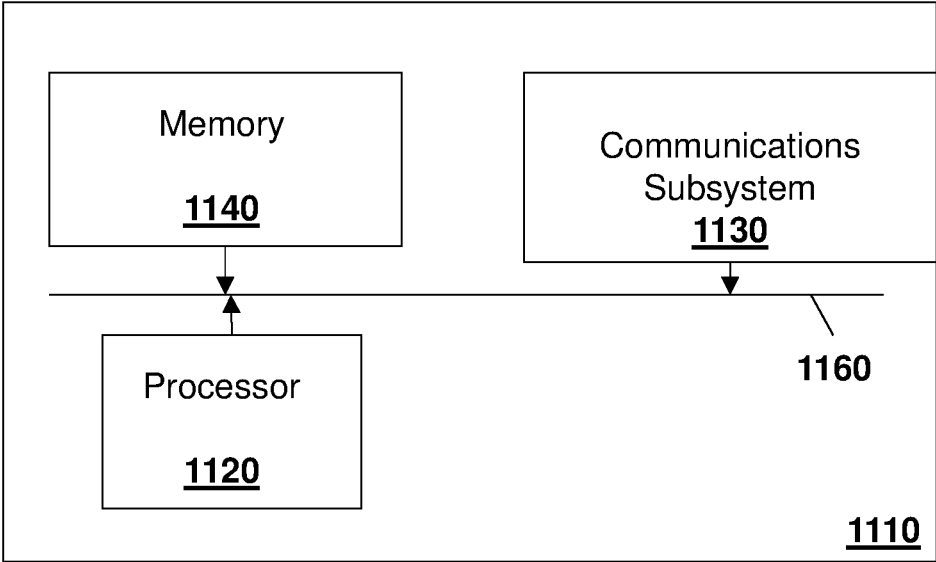 Memory
1140
Communications
Subsystem
1130
1160
Processor
1120
1110